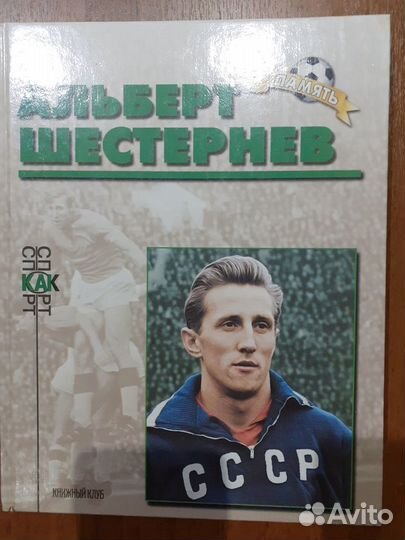 АЛЬБЕРТ
ПАМЯТЬ
ШЕСТЕРНЕВ
СПОРТ
КАК
СПОРТ
СССР
КНИЖНЫЙ КЛУБ
Avito